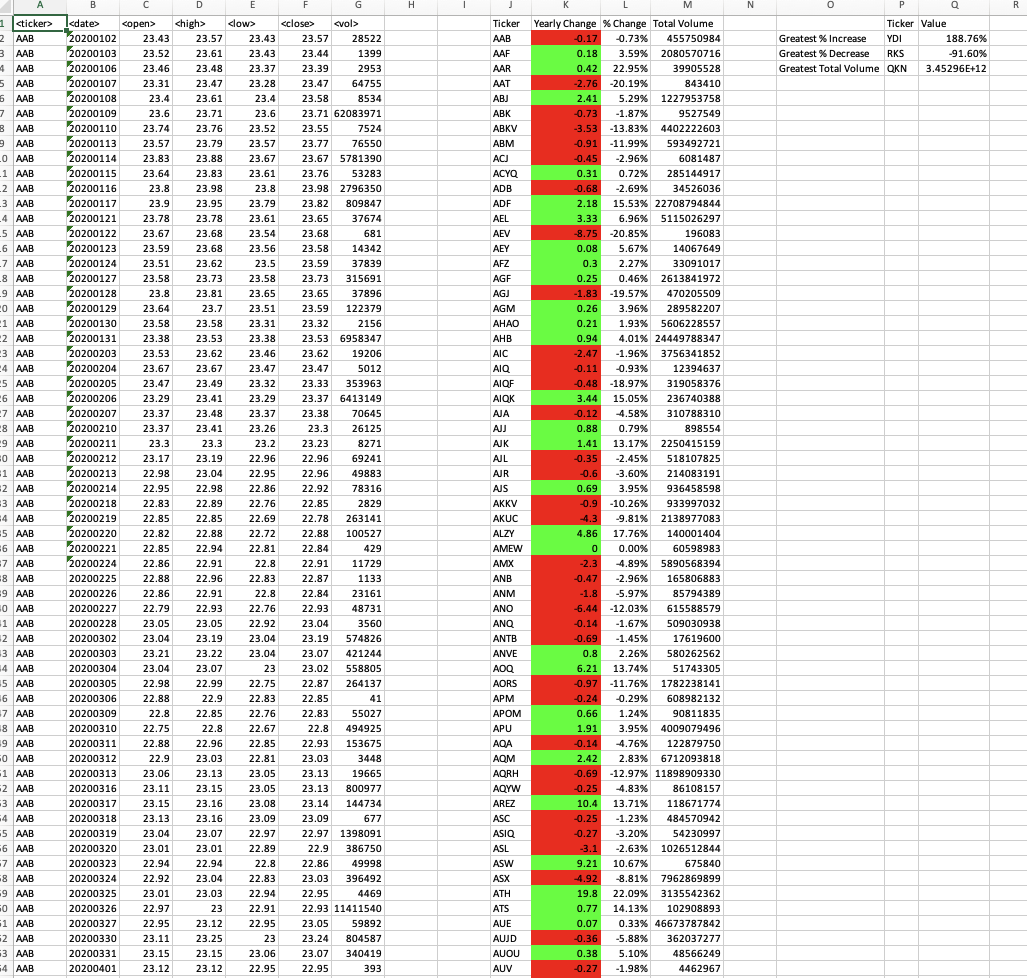 A B C D E F G H I J K L M N O P Q R
1 <ticker> <date> <open> <high> <low> <close> <vol> Ticker Yearly Change % Change Total Volume Ticker Value
2 AAB 20200102 23.43 23.57 23.43 23.57 28522 AAB -0.17 -0.73% 455750984 Greatest % Increase YDI 188.76%
3 AAB 20200103 23.52 23.61 23.43 23.44 1399 AAF 0.18 3.59% 2080570716 Greatest % Decrease RKS -91.60%
4 AAB 20200106 23.46 23.48 23.37 23.39 2953 AAR 0.42 22.95% 39905528 Greatest Total Volume QKN 3.45296E+12
5 AAB 20200107 23.31 23.47 23.28 23.47 64755 AAT -2.76 -20.19% 843410
6 AAB 20200108 23.4 23.61 23.4 23.58 8534 ABJ 2.41 5.29% 1227953758
7 AAB 20200109 23.6 23.71 23.6 23.71 62083971 ABK -0.73 -1.87% 9527549
8 AAB 20200110 23.74 23.76 23.52 23.55 7524 ABKV -3.53 -13.83% 4402222603
9 AAB 20200113 23.57 23.79 23.57 23.77 76550 ABM -0.91 -11.99% 593492721
0 AAB 20200114 23.83 23.88 23.67 23.67 5781390 ACJ -0.45 -2.96% 6081487
1 AAB 20200115 23.64 23.83 23.61 23.76 53283 ACYQ 0.31 0.72% 285144917
2 AAB 20200116 23.8 23.98 23.8 23.98 2796350 ADB -0.68 -2.69% 34526036
3 AAB 20200117 23.9 23.95 23.79 23.82 809847 ADF 2.18 15.53% 22708794844
4 AAB 20200121 23.78 23.78 23.61 23.65 37674 AEL 3.33 6.96% 5115026297
5 AAB 20200122 23.67 23.68 23.54 23.68 681 AEV -8.75 -20.85% 196083
6 AAB 20200123 23.59 23.68 23.56 23.58 14342 AEY 0.08 5.67% 14067649
7 AAB 20200124 23.51 23.62 23.5 23.59 37839 AFZ 0.3 2.27% 33091017
8 AAB 20200127 23.58 23.73 23.58 23.73 315691 AGF 0.25 0.46% 2613841972
9 AAB 20200128 23.8 23.81 23.65 23.65 37896 AGJ -1.83 -19.57% 470205509
0 AAB 20200129 23.64 23.7 23.51 23.59 122379 AGM 0.26 3.96% 289582207
1 AAB 20200130 23.58 23.58 23.31 23.32 2156 AHAO 0.21 1.93% 5606228557
2 AAB 20200131 23.38 23.53 23.38 23.53 6958347 AHB 0.94 4.01% 24449788347
3 AAB 20200203 23.53 23.62 23.46 23.62 19206 AIC -2.47 -1.96% 3756341852
4 AAB 20200204 23.67 23.67 23.47 23.47 5012 AIQ -0.11 -0.93% 12394637
5 AAB 20200205 23.47 23.49 23.32 23.33 353963 AIQF -0.48 -18.97% 319058376
6 AAB 20200206 23.29 23.41 23.29 23.37 6413149 AIQK 3.44 15.05% 236740388
7 AAB 20200207 23.37 23.48 23.37 23.38 70645 AJA -0.12 -4.58% 310788310
8 AAB 20200210 23.37 23.41 23.26 23.3 26125 AJJ 0.88 0.79% 898554
9 AAB 20200211 23.3 23.3 23.2 23.23 8271 AJK 1.41 13.17% 2250415159
0 AAB 20200212 23.17 23.19 22.96 22.96 69241 AJL -0.35 -2.45% 518107825
1 AAB 20200213 22.98 23.04 22.95 22.96 49883 AJR -0.6 -3.60% 214083191
2 AAB 20200214 22.95 22.98 22.86 22.92 78316 AJS 0.69 3.95% 936458598
3 AAB 20200218 22.83 22.89 22.76 22.85 2829 AKKV -0.9 -10.26% 933997032
4 AAB 20200219 22.85 22.85 22.69 22.78 263141 AKUC -4.3 -9.81% 2138977083
5 AAB 20200220 22.82 22.88 22.72 22.88 100527 ALZY 4.86 17.76% 140001404
6 AAB 20200221 22.85 22.94 22.81 22.84 429 AMEW 0 0.00% 60598983
7 AAB 20200224 22.86 22.91 22.8 22.91 11729 AMX -2.3 -4.89% 5890568394
8 AAB 20200225 22.88 22.96 22.83 22.87 1133 ANB -0.47 -2.96% 165806883
9 AAB 20200226 22.86 22.91 22.8 22.84 23161 ANM -1.8 -5.97% 85794389
0 AAB 20200227 22.79 22.93 22.76 22.93 48731 ANO -6.44 -12.03% 615588579
1 AAB 20200228 23.05 23.05 22.92 23.04 3560 ANQ -0.14 -1.67% 509030938
2 AAB 20200302 23.04 23.19 23.04 23.19 574826 ANTB -0.69 -1.45% 17619600
3 AAB 20200303 23.21 23.22 23.04 23.07 421244 ANVE 0.8 2.26% 580262562
4 AAB 20200304 23.04 23.07 23 23.02 558805 AOQ 6.21 13.74% 51743305
5 AAB 20200305 22.98 22.99 22.75 22.87 264137 AORS -0.97 -11.76% 1782238141
6 AAB 20200306 22.88 22.9 22.83 22.85 41 APM -0.24 -0.29% 608982132
7 AAB 20200309 22.8 22.85 22.76 22.83 55027 APOM 0.66 1.24% 90811835
8 AAB 20200310 22.75 22.8 22.67 22.8 494925 APU 1.91 3.95% 4009079496
9 AAB 20200311 22.88 22.96 22.85 22.93 153675 AQA -0.14 -4.76% 122879750
0 AAB 20200312 22.9 23.03 22.81 23.03 3448 AQM 2.42 2.83% 6712093818
1 AAB 20200313 23.06 23.13 23.05 23.13 19665 AQRH -0.69 -12.97% 11898909330
2 AAB 20200316 23.11 23.15 23.05 23.13 800977 AQYW -0.25 -4.83% 86108157
3 AAB 20200317 23.15 23.16 23.08 23.14 144734 AREZ 10.4 13.71% 118671774
4 AAB 20200318 23.13 23.16 23.09 23.09 677 ASC -0.25 -1.23% 484570942
5 AAB 20200319 23.04 23.07 22.97 22.97 1398091 ASIQ -0.27 -3.20% 54230997
6 AAB 20200320 23.01 23.01 22.89 22.9 386750 ASL -3.1 -2.63% 1026512844
7 AAB 20200323 22.94 22.94 22.8 22.86 49998 ASW 9.21 10.67% 675840
8 AAB 20200324 22.92 23.04 22.83 23.03 396492 ASX -4.92 -8.81% 7962869899
9 AAB 20200325 23.01 23.03 22.94 22.95 4469 ATH 19.8 22.09% 3135542362
0 AAB 20200326 22.97 23 22.91 22.93 11411540 ATS 0.77 14.13% 102908893
1 AAB 20200327 22.95 23.12 22.95 23.05 59892 AUE 0.07 0.33% 46673787842
2 AAB 20200330 23.11 23.25 23 23.24 804587 AUJD -0.36 -5.88% 362037277
3 AAB 20200331 23.15 23.23 23.06 23.07 340419 AUOU 0.38 5.10% 48566249
4 AAB 20200401 23.12 23.12 22.95 22.95 393 AUV -0.27 -1.98% 4462967